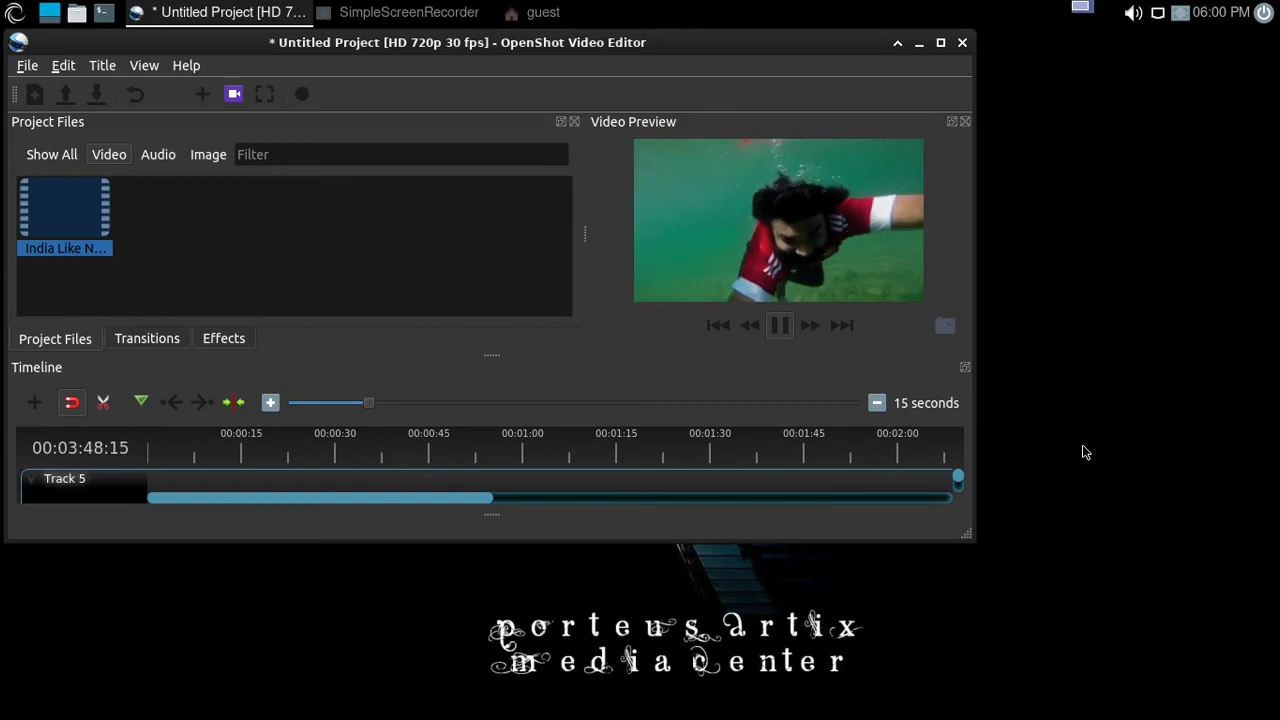 * Untitled Project [HD 7...
SimpleScreenRecorder
guest
06:00 PM
* Untitled Project [HD 720p 30 fps] - OpenShot Video Editor
File Edit Title View Help
Project Files
Video Preview
Show All Video Audio Image Filter
India Like N...
Project Files Transitions Effects
Timeline
15 seconds
00:03:48:15
00:00:15 00:00:30 00:00:45 00:01:00 00:01:15 00:01:30 00:01:45 00:02:00
Track 5
porteus artix
media center